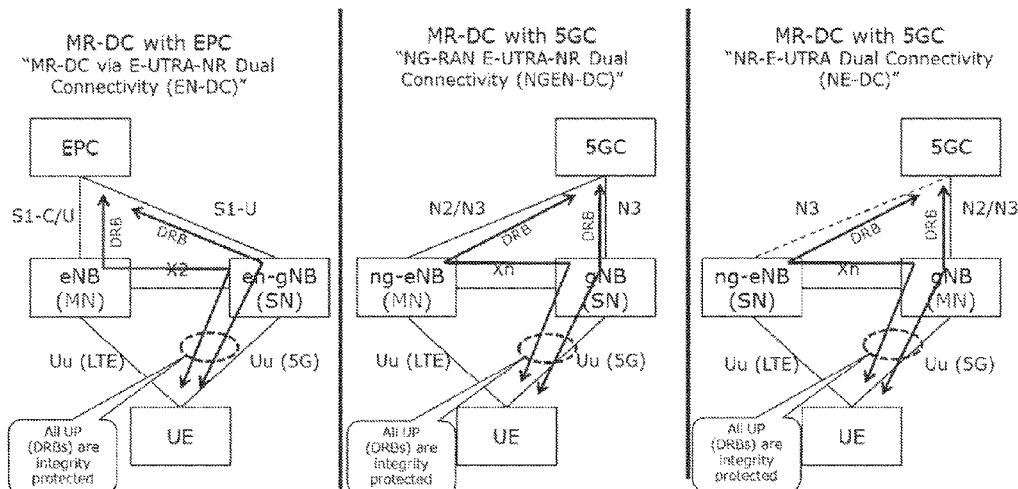 MR-DC with EPC
"MR-DC via E-UTRA-NR Dual
Connectivity (EN-DC)"
EPC
S1-C/U
S1-U
DRB
DRB
X2
eNB
(MN)
en-gNB
(SN)
Uu (LTE)
Uu (5G)
All UP
(DRBs) are
integrity
protected
UE
MR-DC with 5GC
"NG-RAN E-UTRA-NR Dual
Connectivity (NGEN-DC)"
5GC
N2/N3
N3
DRB
DRB
Xn
ng-eNB
(MN)
gNB
(SN)
Uu (LTE)
Uu (5G)
All UP
(DRBs) are
integrity
protected
UE
MR-DC with 5GC
"NR-E-UTRA Dual Connectivity
(NE-DC)"
5GC
N3
N2/N3
DRB
DRB
Xn
ng-eNB
(SN)
gNB
(MN)
Uu (LTE)
Uu (5G)
All UP
(DRBs) are
integrity
protected
UE